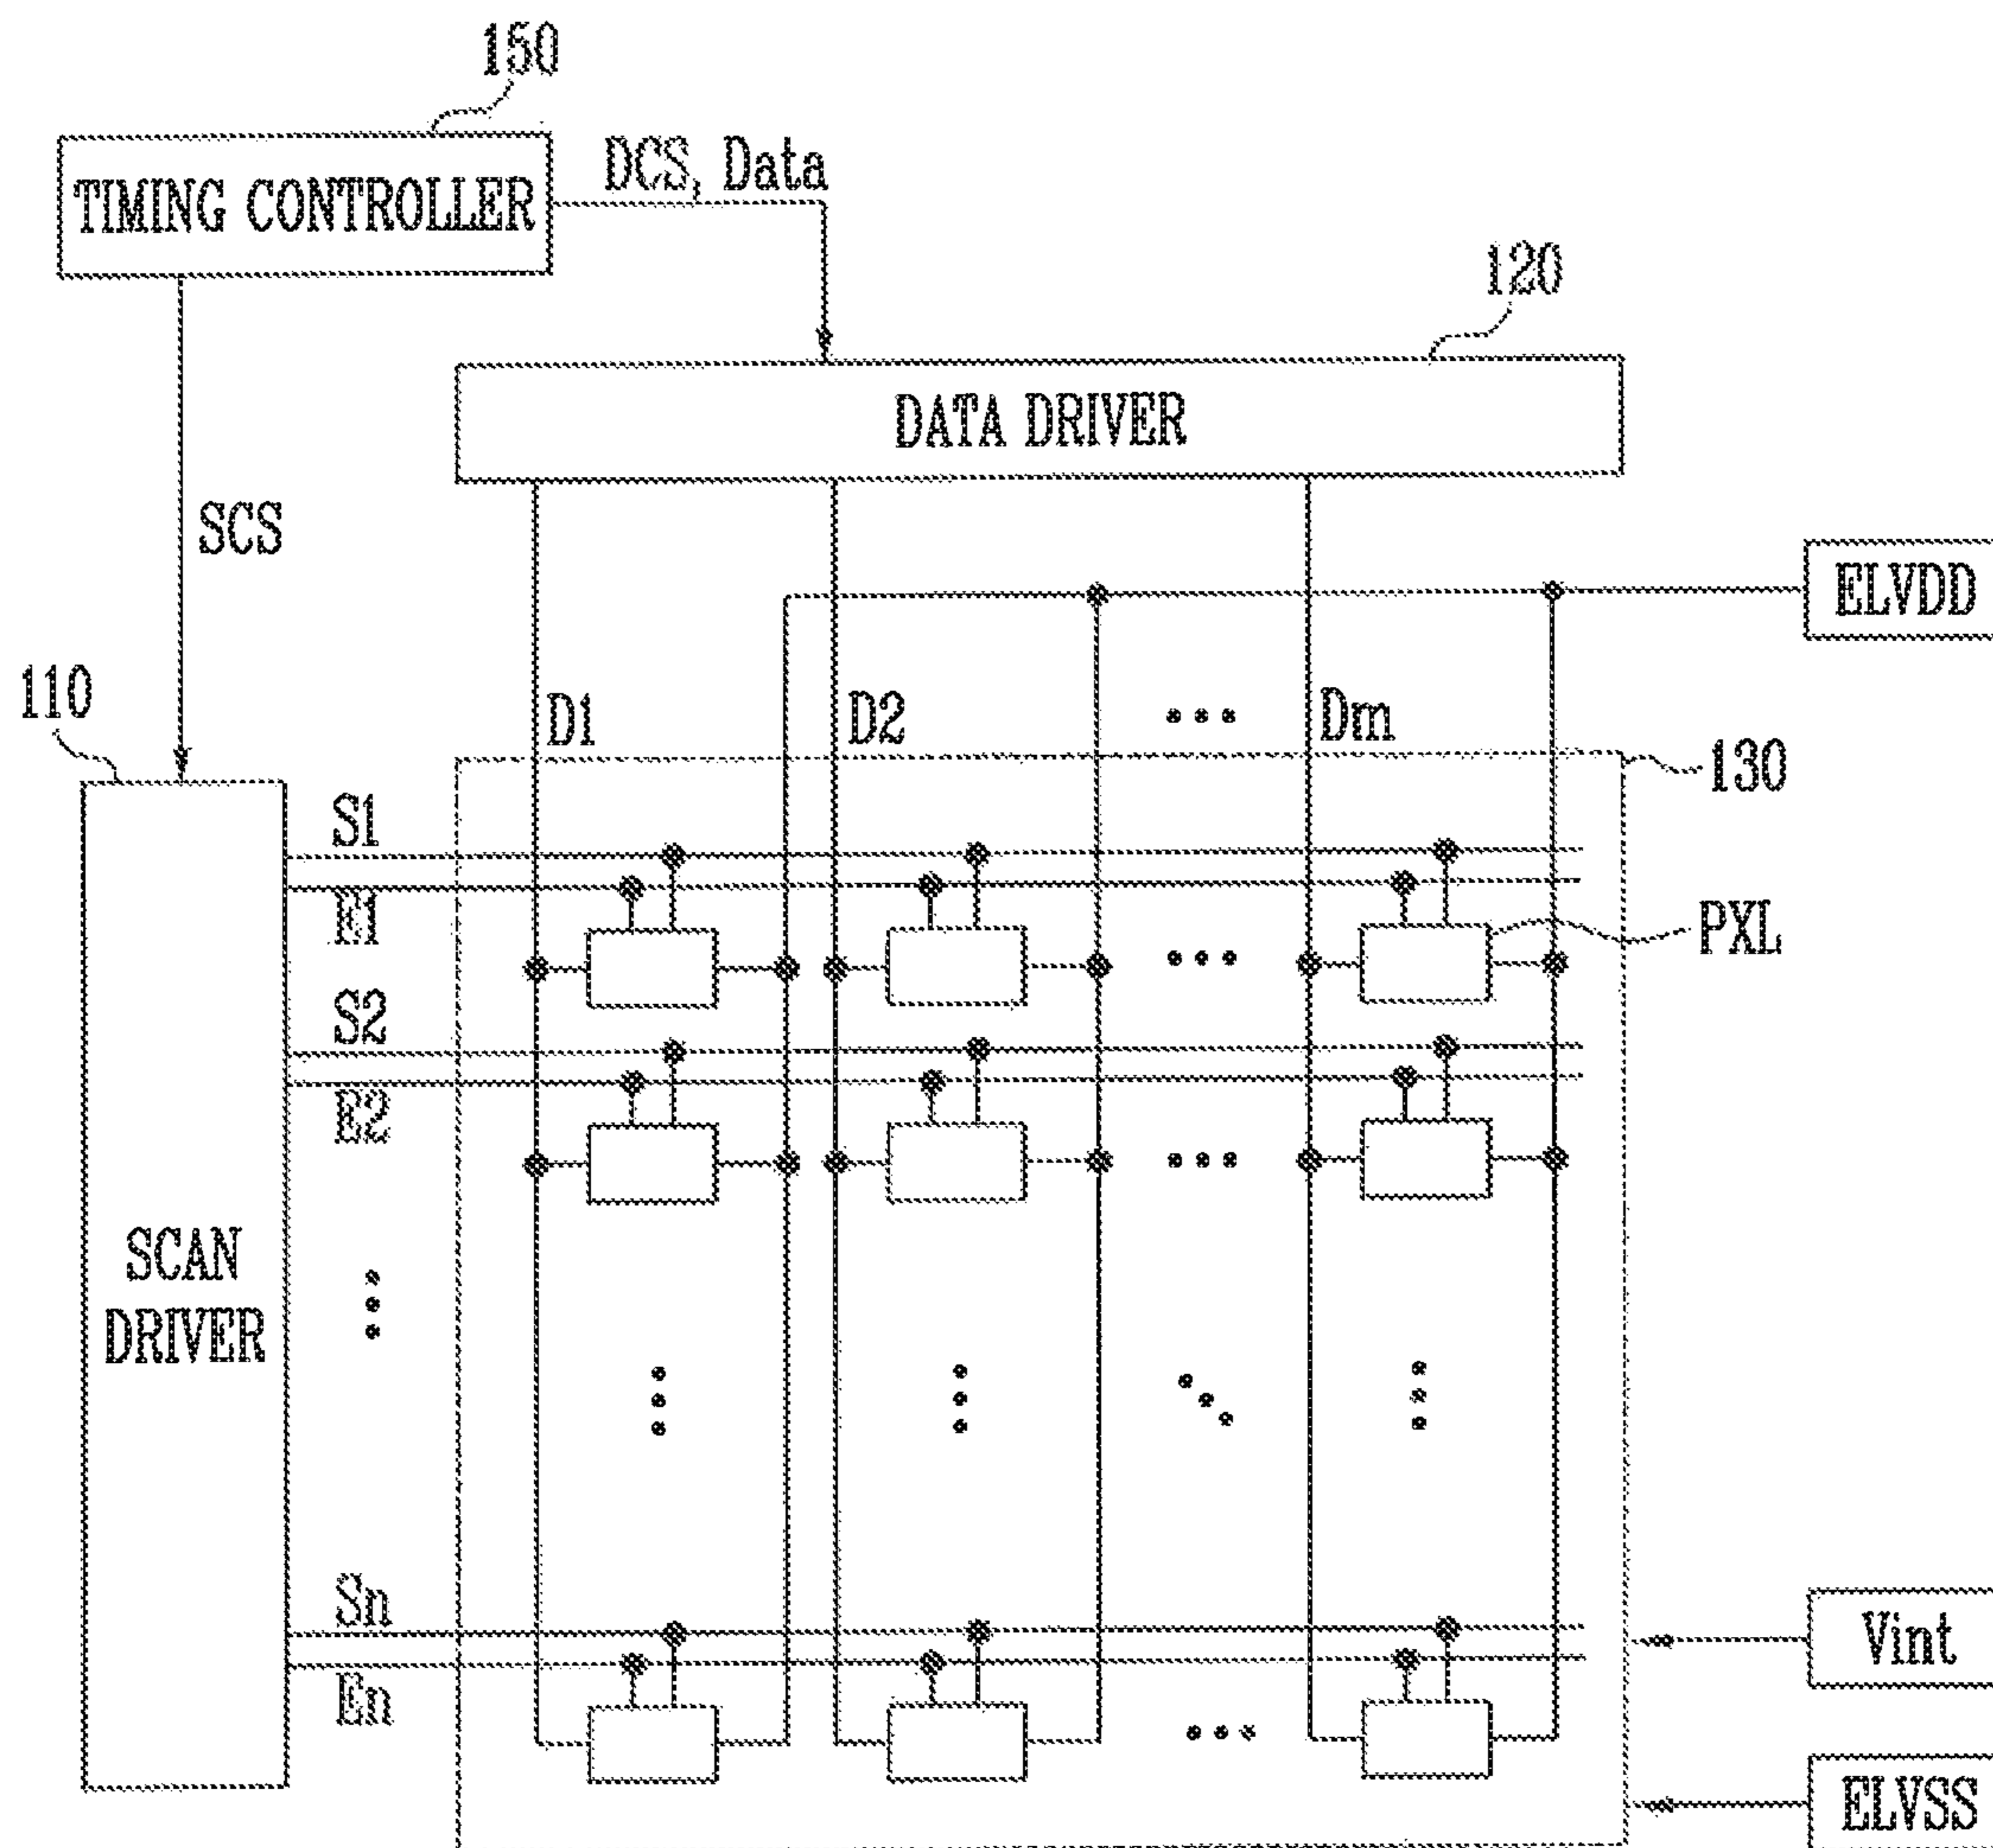 150
TIMING CONTROLLER
DCS, Data
120
DATA DRIVER
SCS
ELVDD
110
D1
D2
Dm
130
S1
E1
PXL
S2
E2
SCAN
DRIVER
Sn
En
Vint
ELVSS